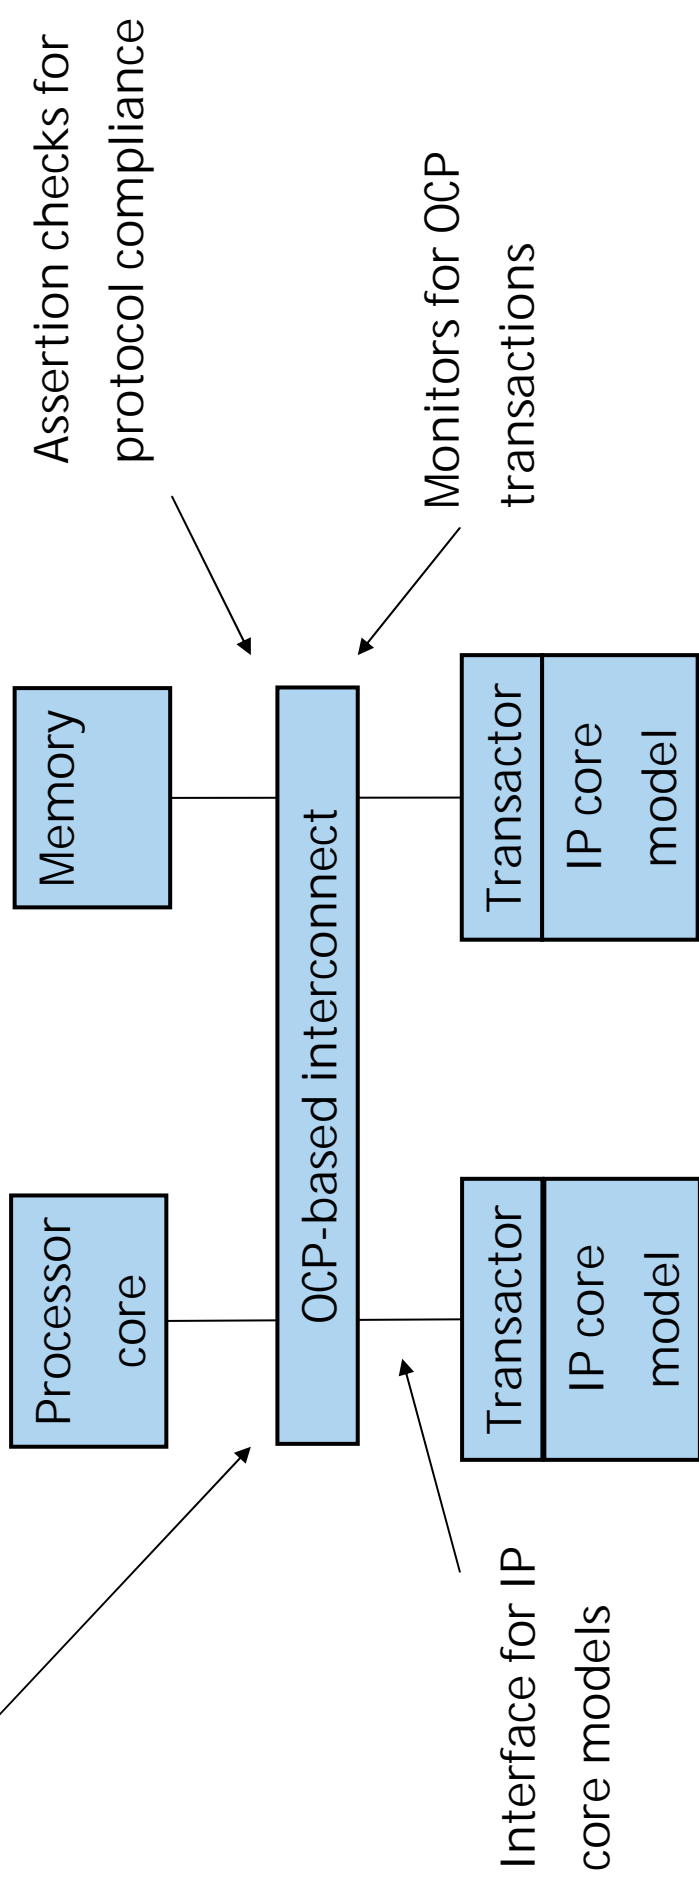 Processor
core
Memory
Assertion checks for
protocol compliance
OCP-based interconnect
Monitors for OCP
transactions
Interface for IP
core models
Transactor
IP core
model
Transactor
IP core
model